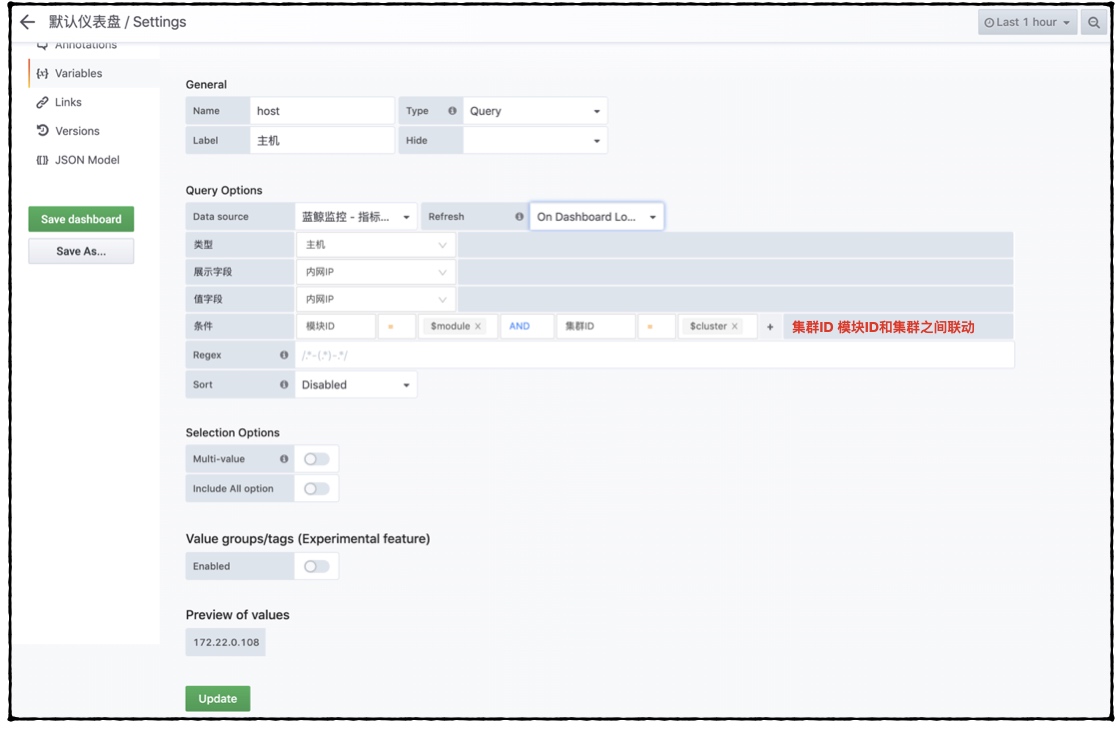 默认仪表盘 / Settings
Last 1 hour
Annotations
Variables
Links
Versions
JSON Model
Save dashboard
Save As...
General
Name host Type Query
Label 主机 Hide
Query Options
Data source 蓝鲸监控 - 指标... Refresh On Dashboard Lo...
类型 主机
展示字段 内网IP
值字段 内网IP
条件 模块ID = $module x AND 集群ID = $cluster x + 集群ID 模块ID和集群之间联动
Regex /.*-(.*)-.*/
Sort Disabled
Selection Options
Multi-value
Include All option
Value groups/tags (Experimental feature)
Enabled
Preview of values
172.22.0.108
Update